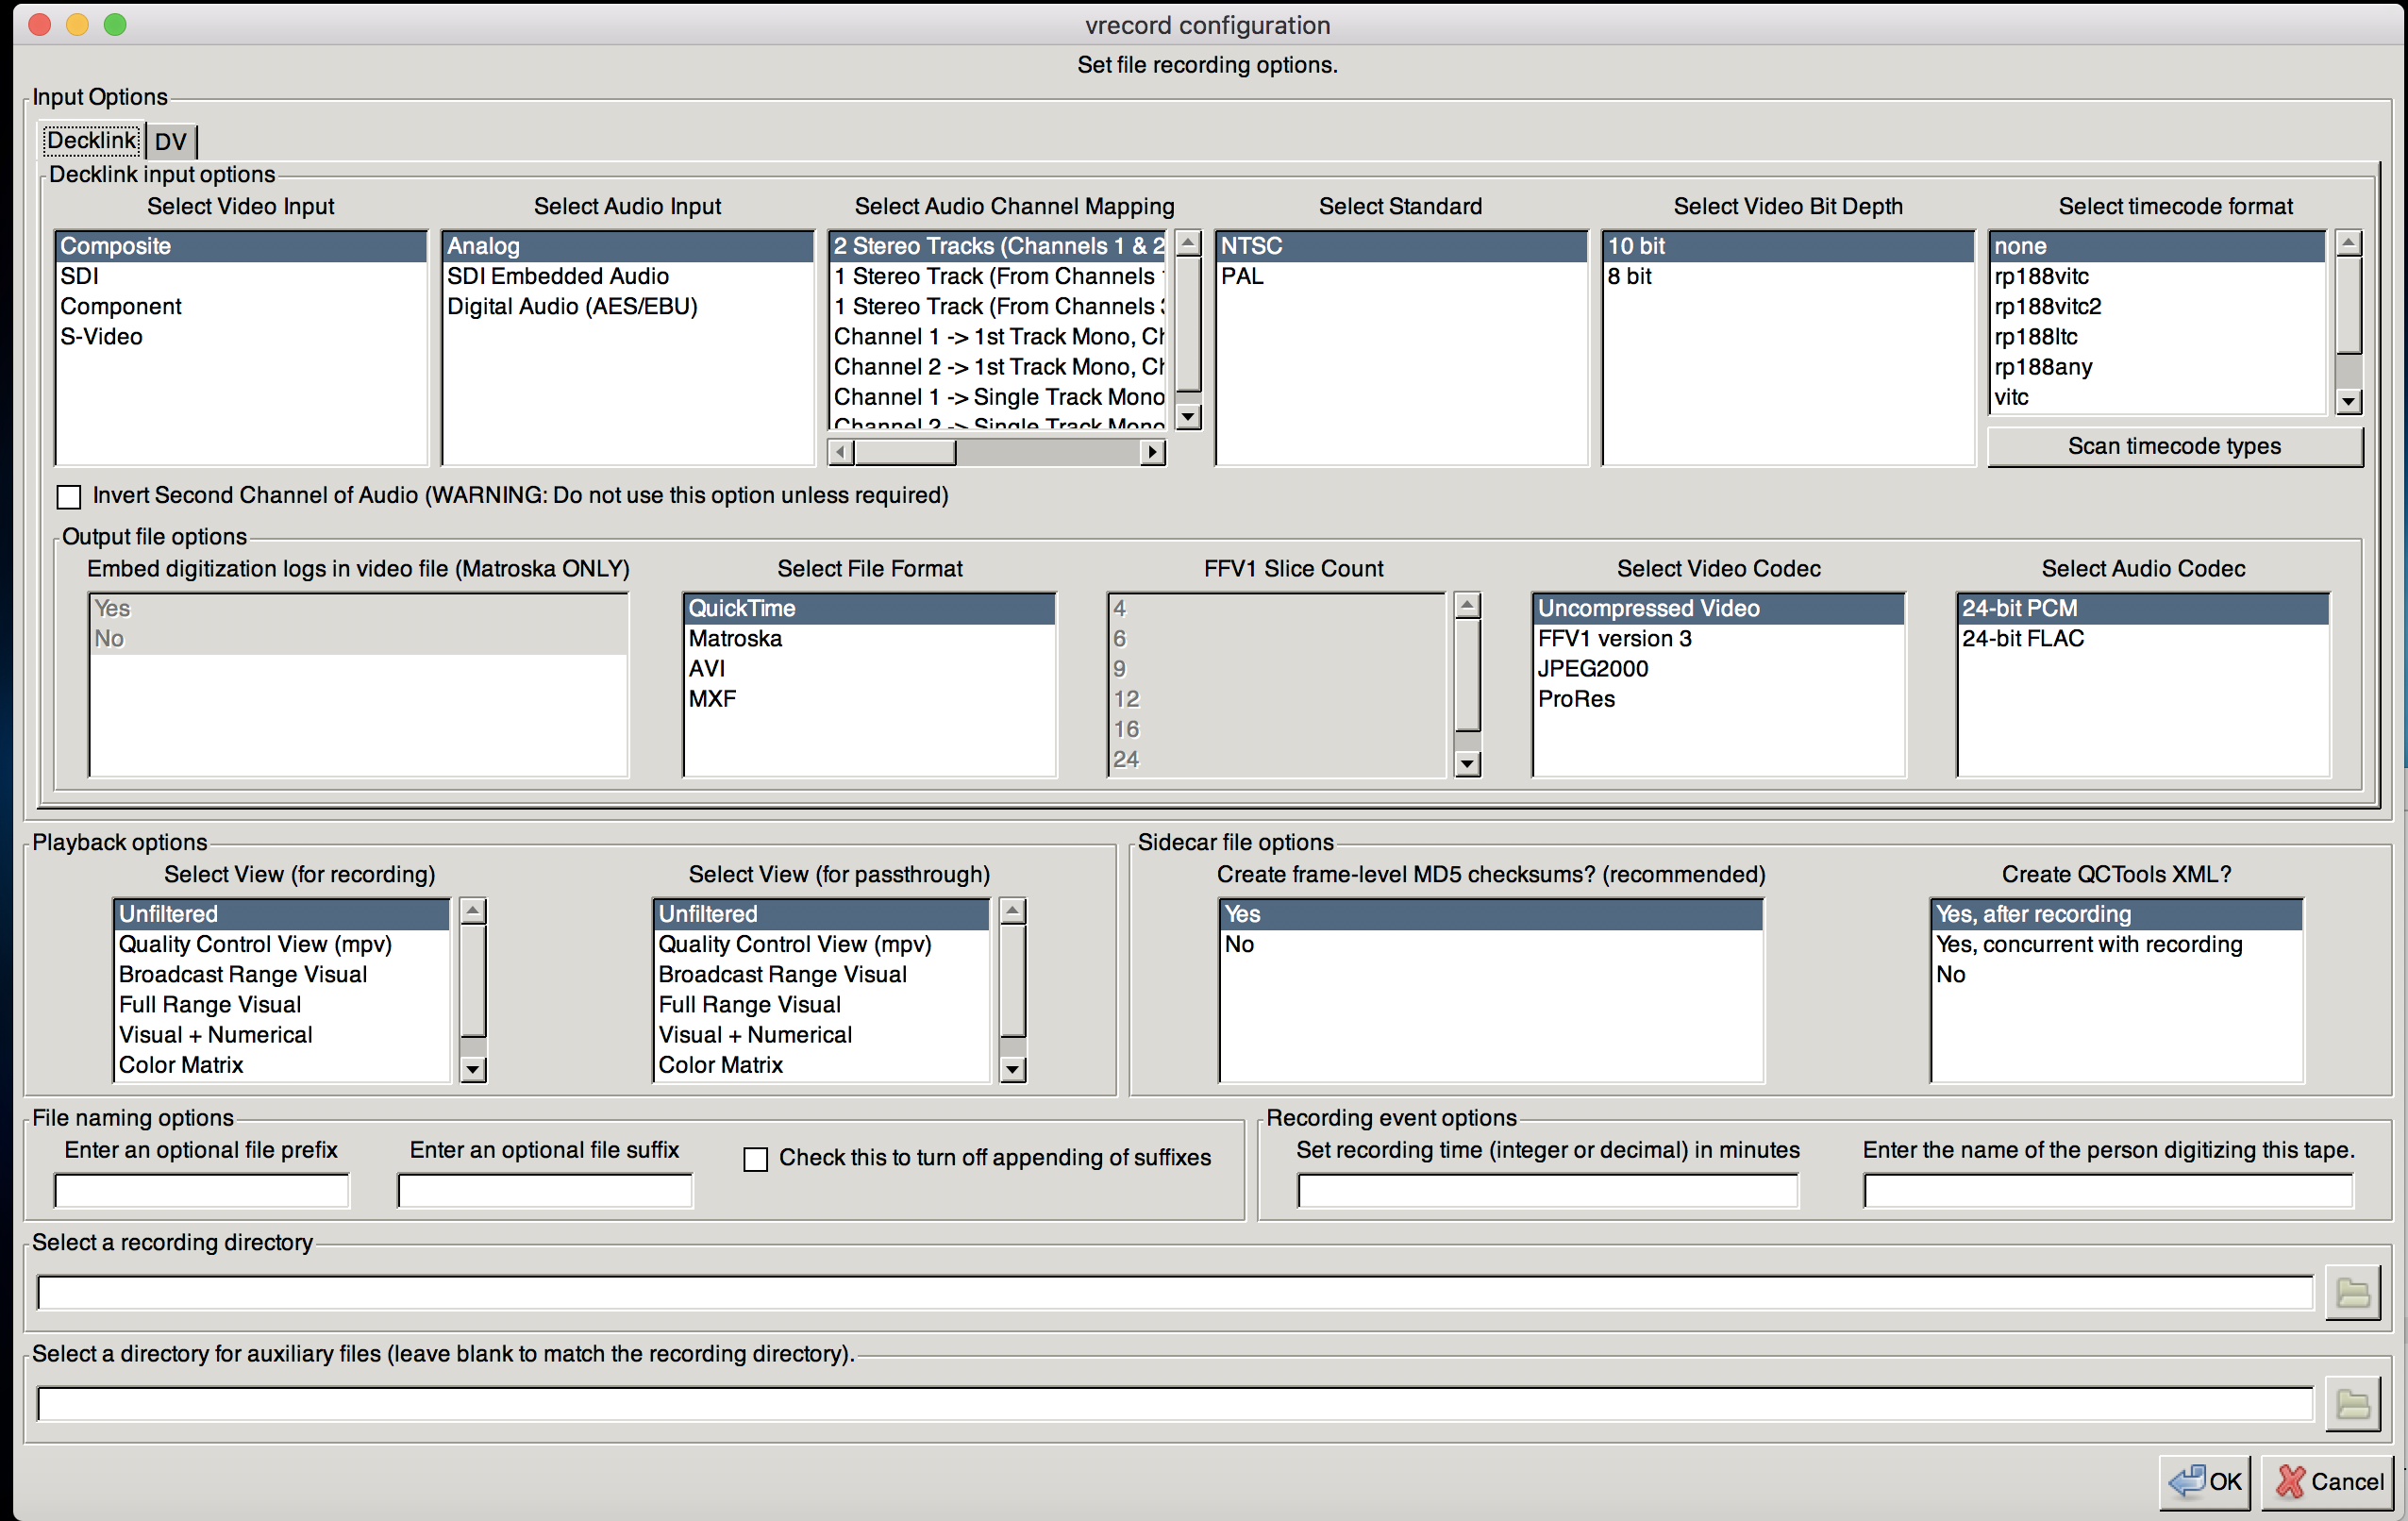 vrecord configuration
Set file recording options.
Input Options
Decklink
DV
Decklink input options
Select Video Input
Composite
SDI
Component
S-Video
Select Audio Input
Analog
SDI Embedded Audio
Digital Audio (AES/EBU)
Select Audio Channel Mapping
2 Stereo Tracks (Channels 1 & 2
1 Stereo Track (From Channels
1 Stereo Track (From Channels
Channel 1 -> 1st Track Mono,
Channel 2 -> 1st Track Mono,
Channel 1 -> Single Track Mono
Channel 2 -> Single Track Mono
Select Standard
NTSC
PAL
Select Video Bit Depth
10 bit
8 bit
Select timecode format
none
rp188vitc
rp188vitc2
rp188ltc
rp188any
vitc
Scan timecode types
Invert Second Channel of Audio (WARNING: Do not use this option unless required)
Output file options
Embed digitization logs in video file (Matroska ONLY)
Yes
No
Select File Format
QuickTime
Matroska
AVI
MXF
FFV1 Slice Count
4
6
9
12
16
24
Select Video Codec
Uncompressed Video
FFV1 version 3
JPEG2000
ProRes
Select Audio Codec
24-bit PCM
24-bit FLAC
Playback options
Select View (for recording)
Unfiltered
Quality Control View (mpv)
Broadcast Range Visual
Full Range Visual
Visual + Numerical
Color Matrix
Select View (for passthrough)
Unfiltered
Quality Control View (mpv)
Broadcast Range Visual
Full Range Visual
Visual + Numerical
Color Matrix
Sidecar file options
Create frame-level MD5 checksums? (recommended)
Yes
No
Create QCTools XML?
Yes, after recording
Yes, concurrent with recording
No
File naming options
Enter an optional file prefix
Enter an optional file suffix
Check this to turn off appending of suffixes
Recording event options
Set recording time (integer or decimal) in minutes
Enter the name of the person digitizing this tape.
Select a recording directory
Select a directory for auxiliary files (leave blank to match the recording directory).
OK
Cancel